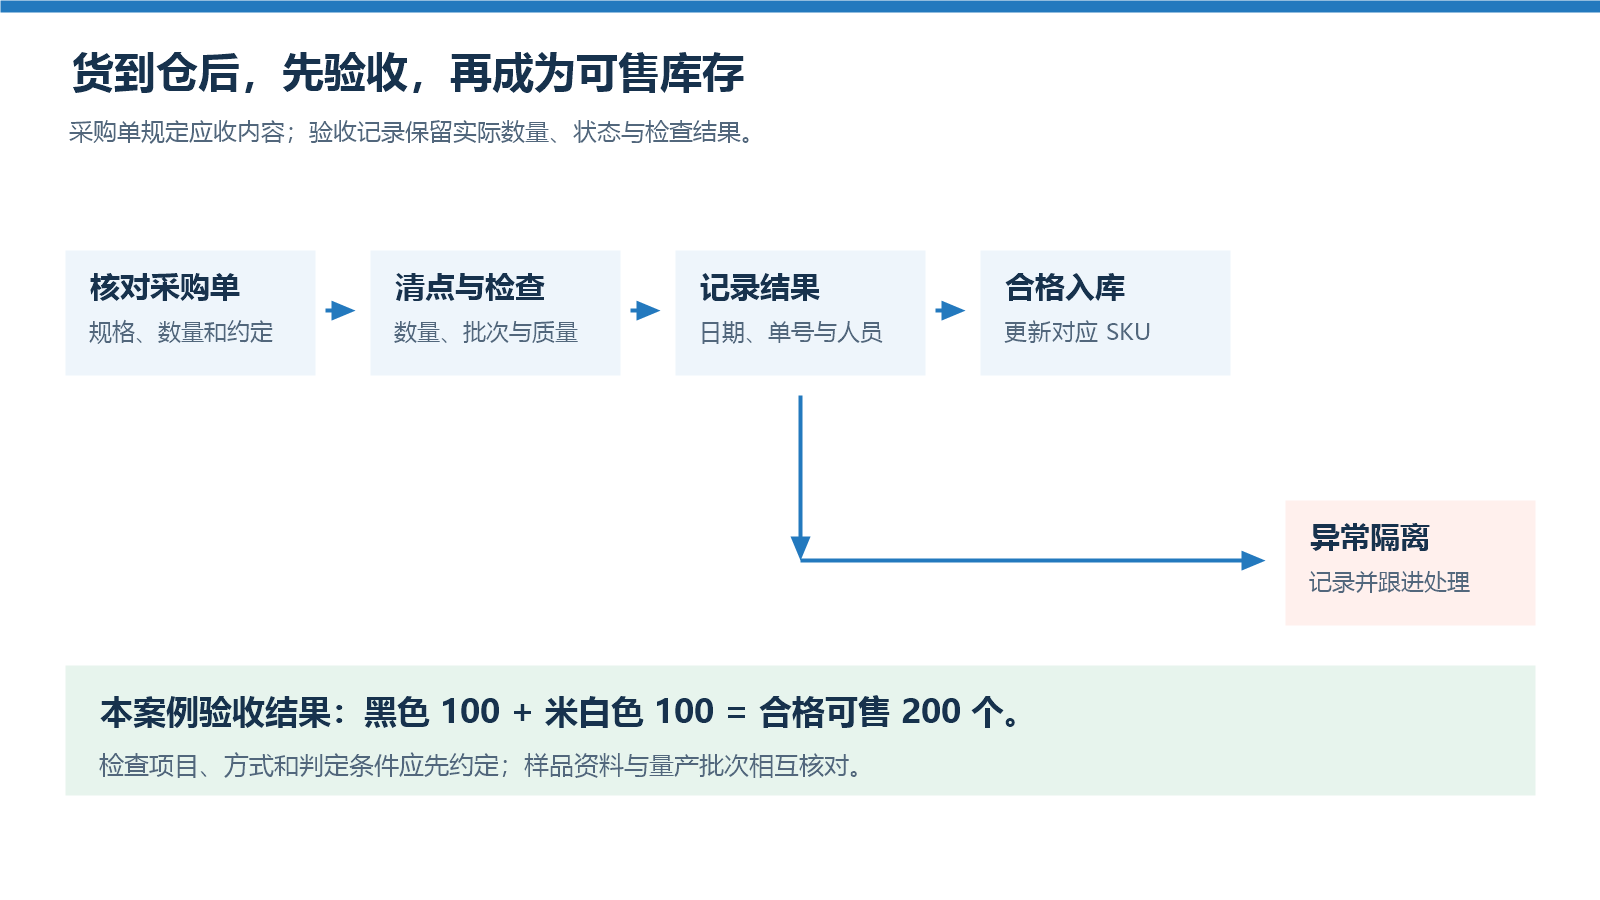 货到仓后，先验收，再成为可售库存
采购单规定应收内容；验收记录保留实际数量、状态与检查结果。
核对采购单
规格、数量和约定
清点与检查
数量、批次与质量
记录结果
日期、单号与人员
合格入库
更新对应 SKU
异常隔离
记录并跟进处理
本案例验收结果：黑色 100 + 米白色 100 = 合格可售 200 个。
检查项目、方式和判定条件应先约定；样品资料与量产批次相互核对。